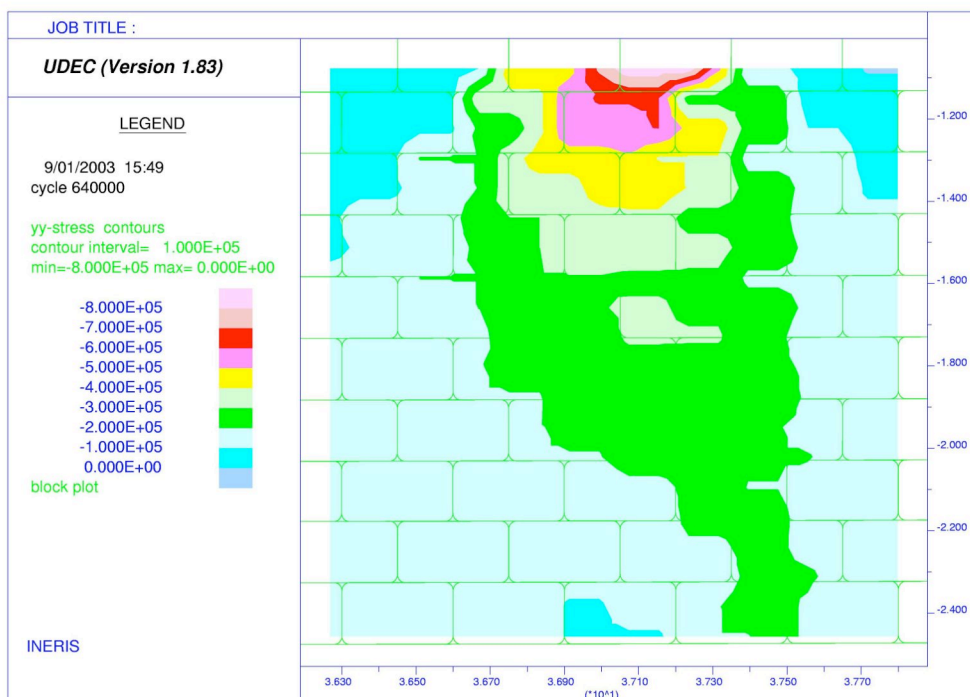 JOB TITLE :
UDEC (Version 1.83)
LEGEND
9/01/2003 15:49
cycle 640000
yy-stress contours
contour interval= 1.000E+05
min=-8.000E+05 max= 0.000E+00
-8.000E+05
-7.000E+05
-6.000E+05
-5.000E+05
-4.000E+05
-3.000E+05
-2.000E+05
-1.000E+05
0.000E+00
block plot
INERIS
-1.200
-1.400
-1.600
-1.800
-2.000
-2.200
-2.400
3.630 3.650 3.670 3.690 3.710 3.730 3.750 3.770
(*10^1)